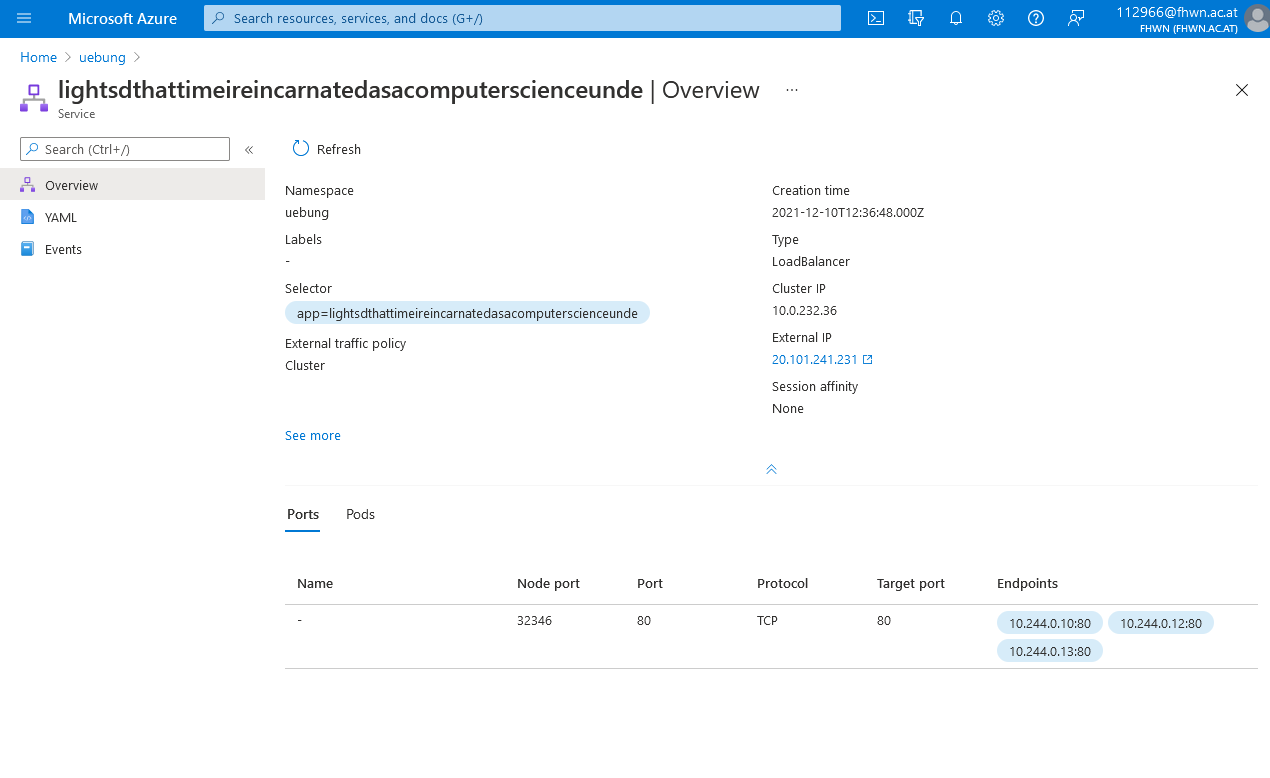 Microsoft Azure
Search resources, services, and docs (G+/)
112966@fhwn.ac.at
FHWN (FHWN.AC.AT)
Home
uebung
lightsdthattimeireincarnatedasacomputerscienceunde | Overview
...
Service
Search (Ctrl+/)
«
Refresh
Overview
YAML
Events
Namespace
uebung
Labels
-
Selector
app=lightsdthattimeireincarnatedasacomputerscienceunde
External traffic policy
Cluster
See more
Creation time
2021-12-10T12:36:48.000Z
Type
LoadBalancer
Cluster IP
10.0.232.36
External IP
20.101.241.231
Session affinity
None
Ports
Pods
Name Node port Port Protocol Target port Endpoints
- 32346 80 TCP 80 10.244.0.10:80 10.244.0.12:80
10.244.0.13:80